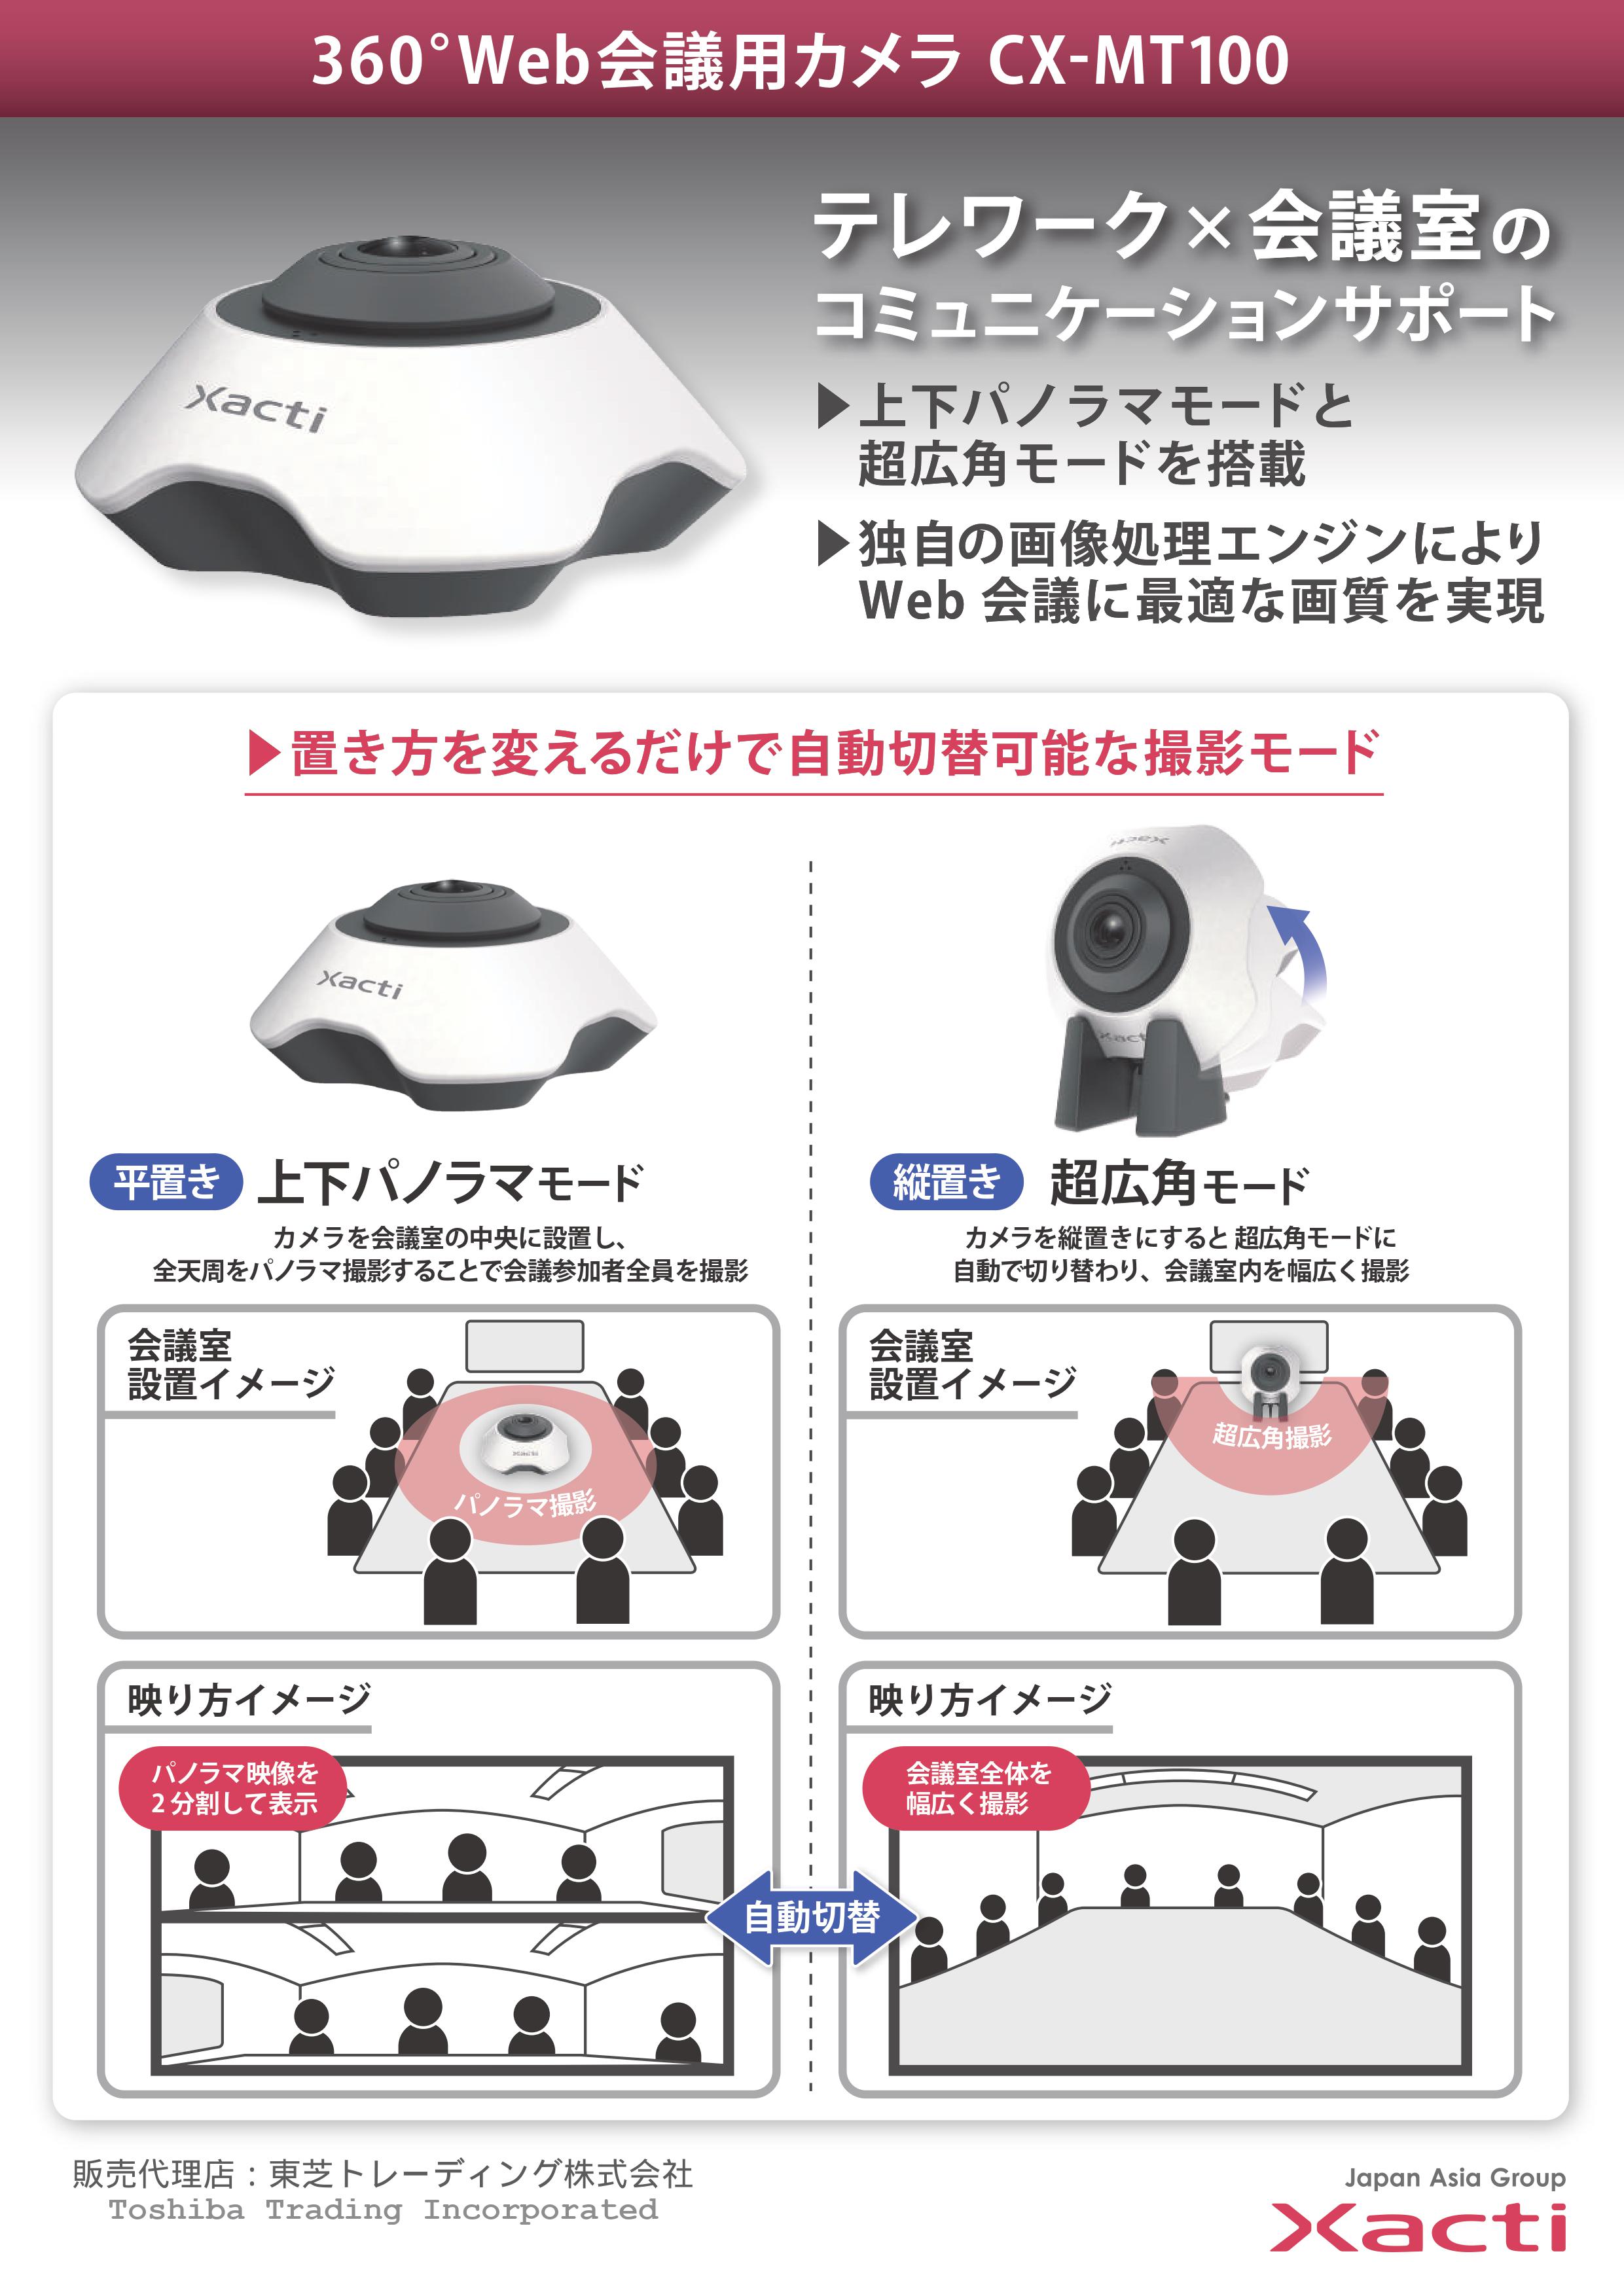 360°Web会議用カメラ CX-MT100
テレワーク×会議室の
コミュニケーションサポート
xacti
▶上下パノラマモードと
超広角モードを搭載
▶独自の画像処理エンジンにより
Web 会議に最適な画質を実現
▶置き方を変えるだけで自動切替可能な撮影モード
xacti
xacti
xacti
平置き 上下パノラマモード
カメラを会議室の中央に設置し、
全天周をパノラマ撮影することで会議参加者全員を撮影
会議室
設置イメージ
xacti
パノラマ撮影
映り方イメージ
パノラマ映像を
2 分割して表示
縦置き 超広角モード
カメラを縦置きにすると 超広角モードに
自動で切り替わり、会議室内を幅広く撮影
会議室
設置イメージ
超広角撮影
映り方イメージ
会議室全体を
幅広く撮影
自動切替
販売代理店：東芝トレーディング株式会社
Toshiba Trading Incorporated
Japan Asia Group
xacti